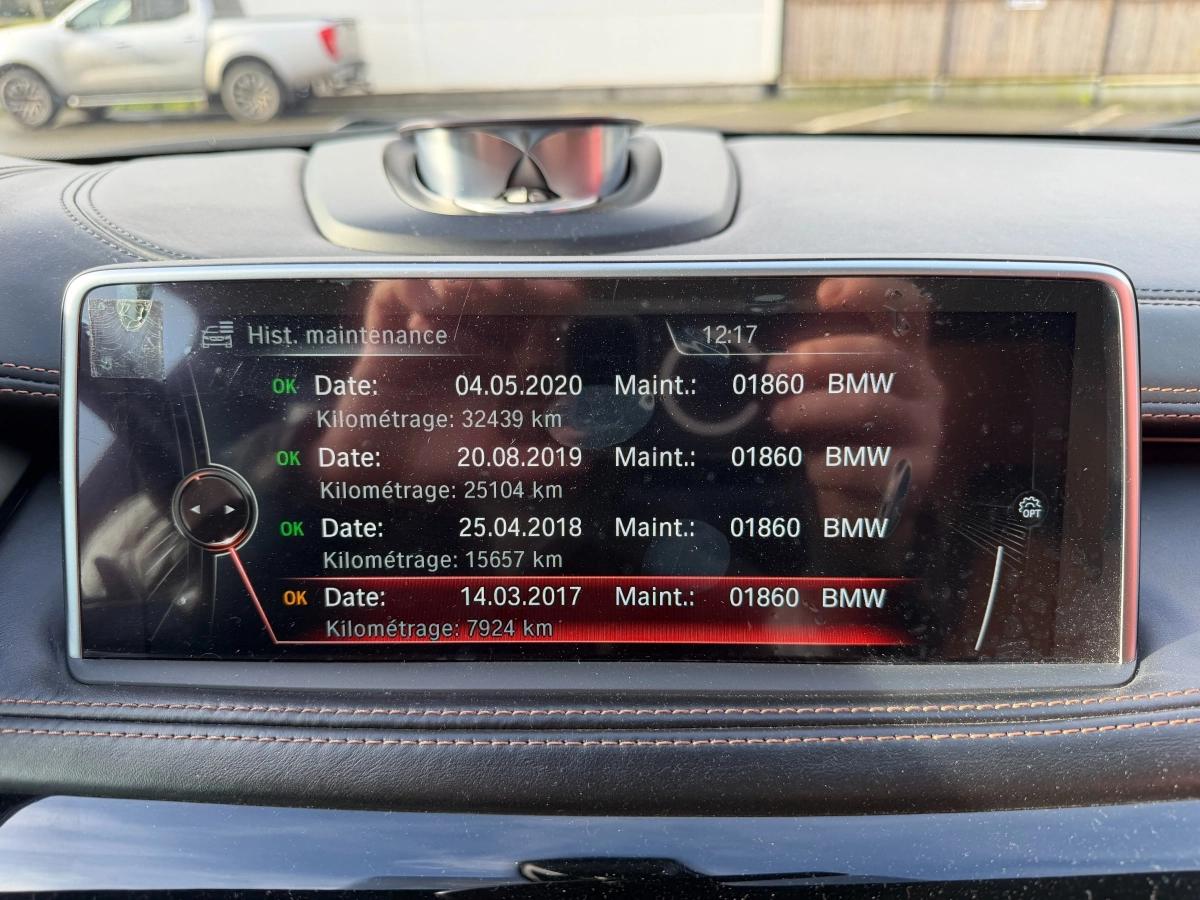 Hist. maintenance
12:17
OK Date: 04.05.2020 Maint.: 01860 BMW
Kilométrage: 32439 km
OK Date: 20.08.2019 Maint.: 01860 BMW
Kilométrage: 25104 km
OK Date: 25.04.2018 Maint.: 01860 BMW
Kilométrage: 15657 km
OK Date: 14.03.2017 Maint.: 01860 BMW
Kilométrage: 7924 km
OPT